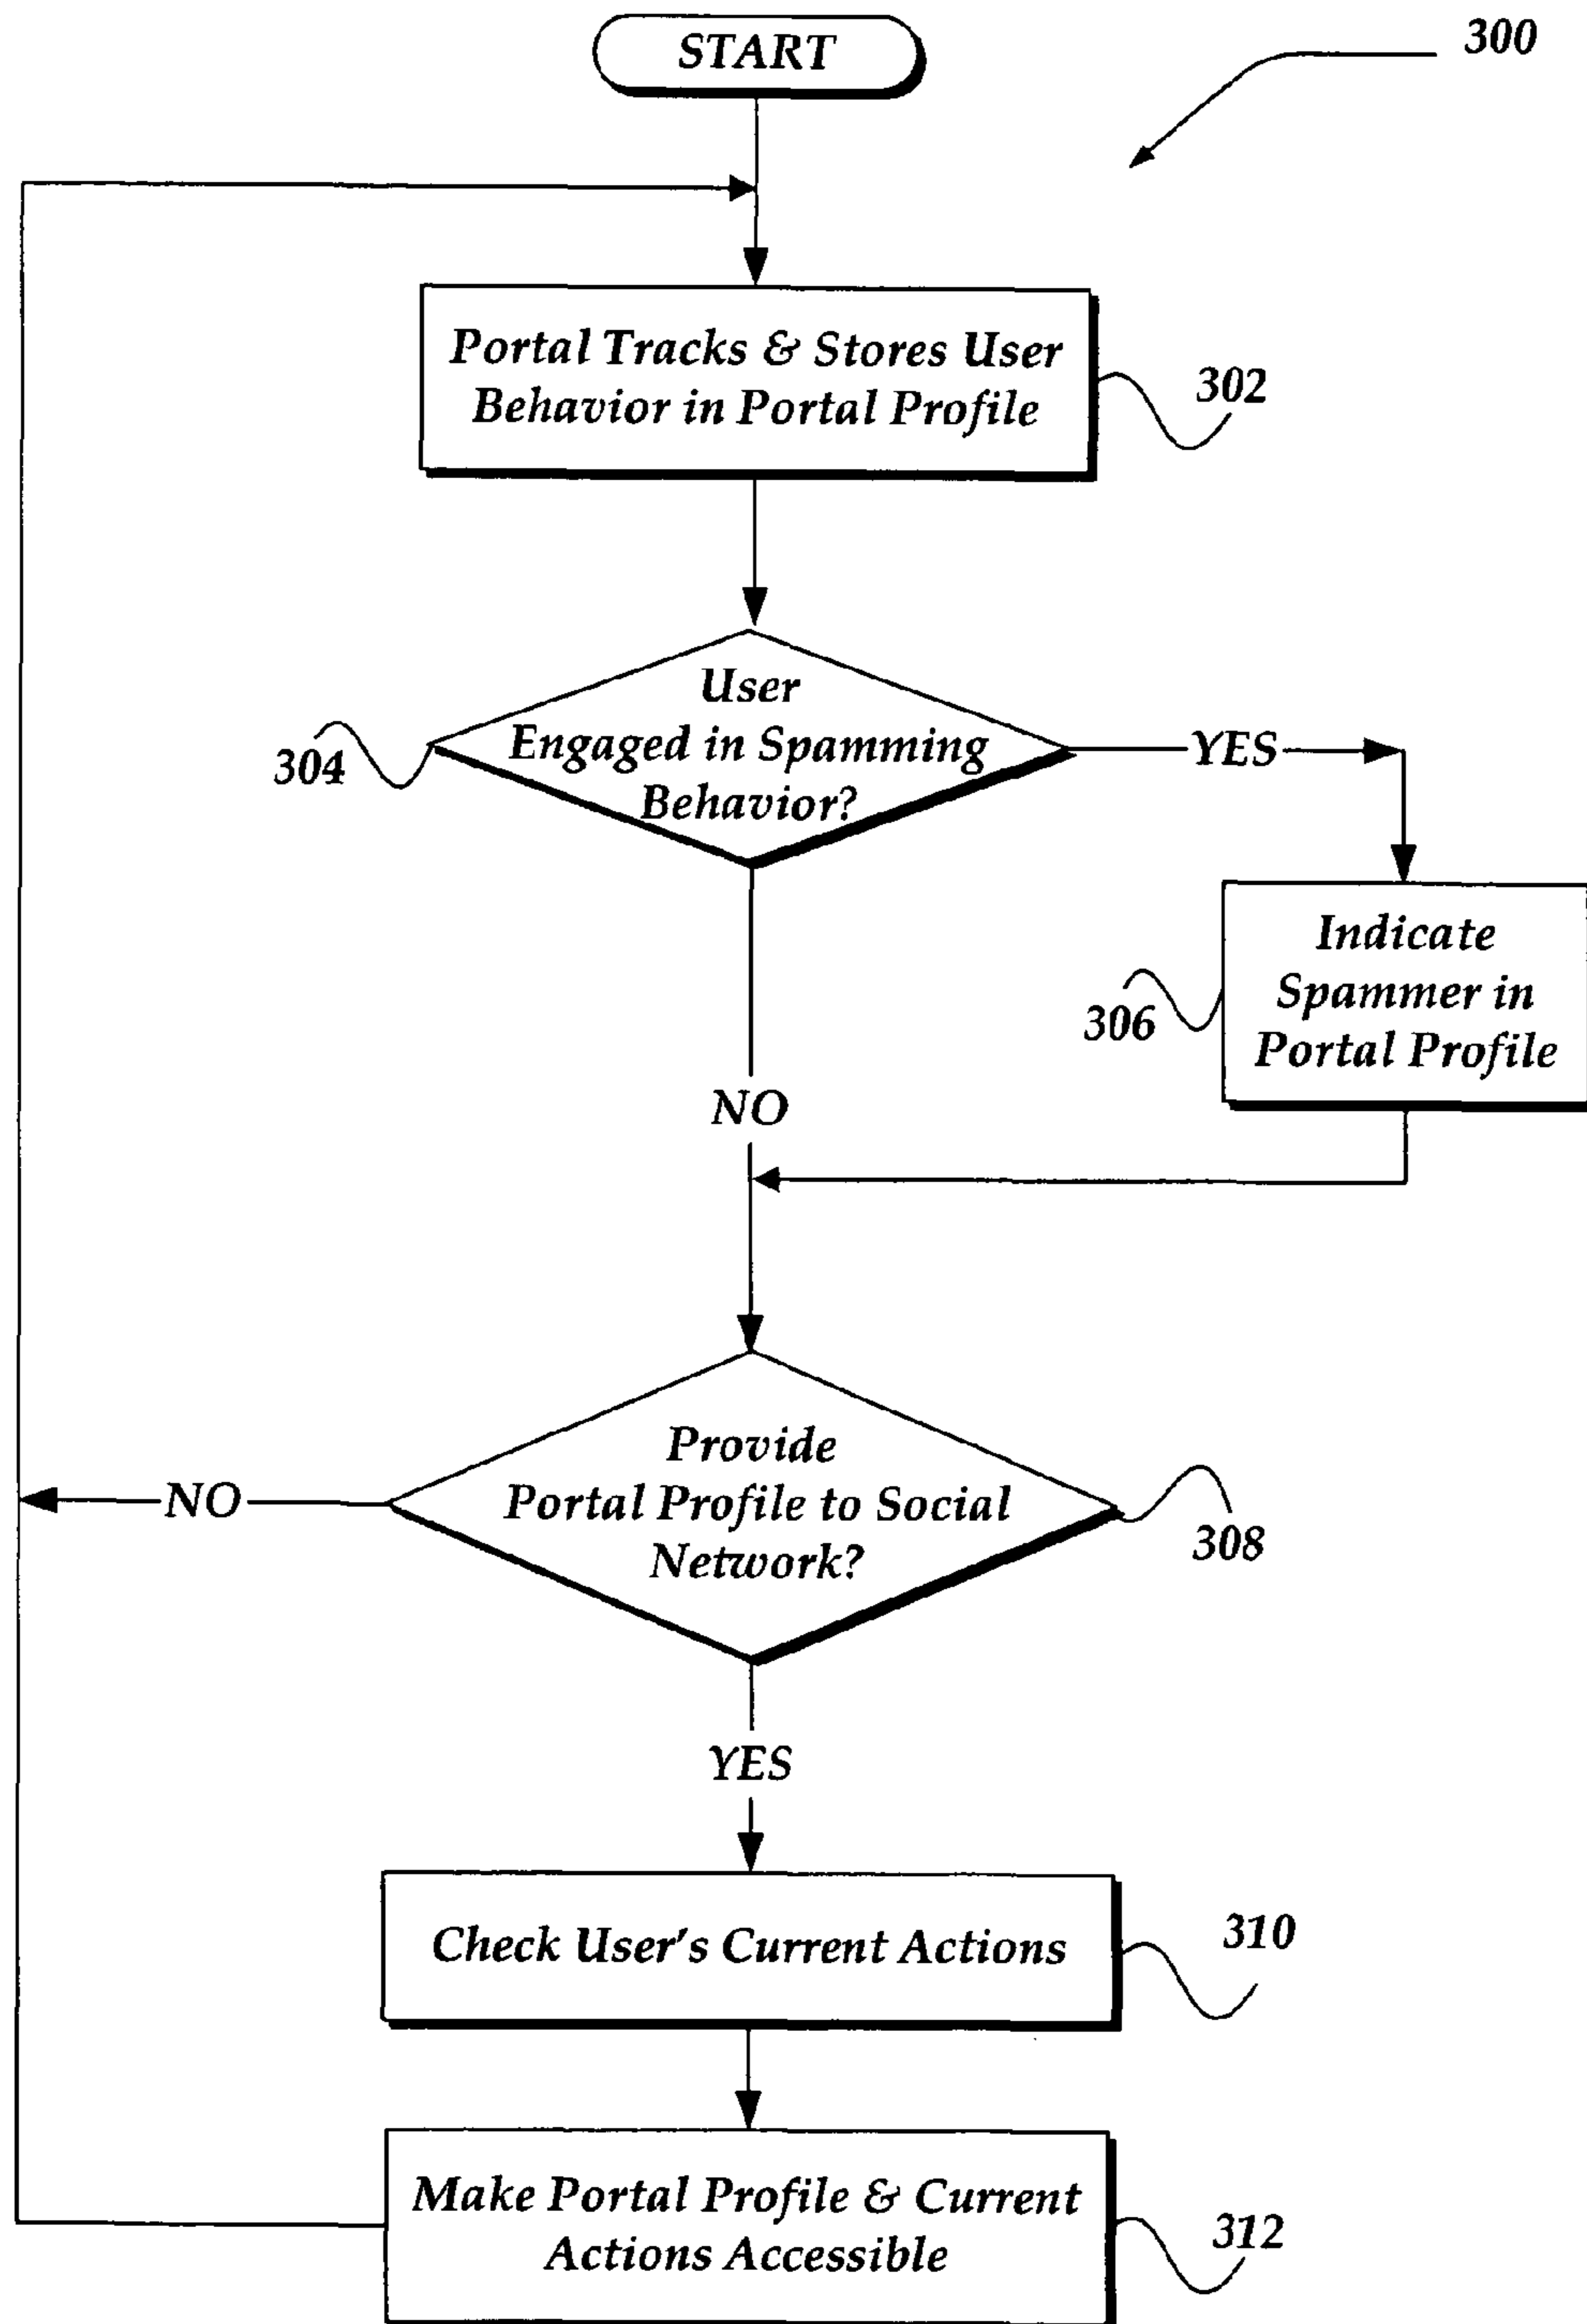 START
300
Portal Tracks & Stores User
Behavior in Portal Profile
302
User
Engaged in Spamming
Behavior?
304
YES
Indicate
Spammer in
Portal Profile
306
NO
Provide
Portal Profile to Social
Network?
NO
308
YES
Check User's Current Actions
310
Make Portal Profile & Current
Actions Accessible
312